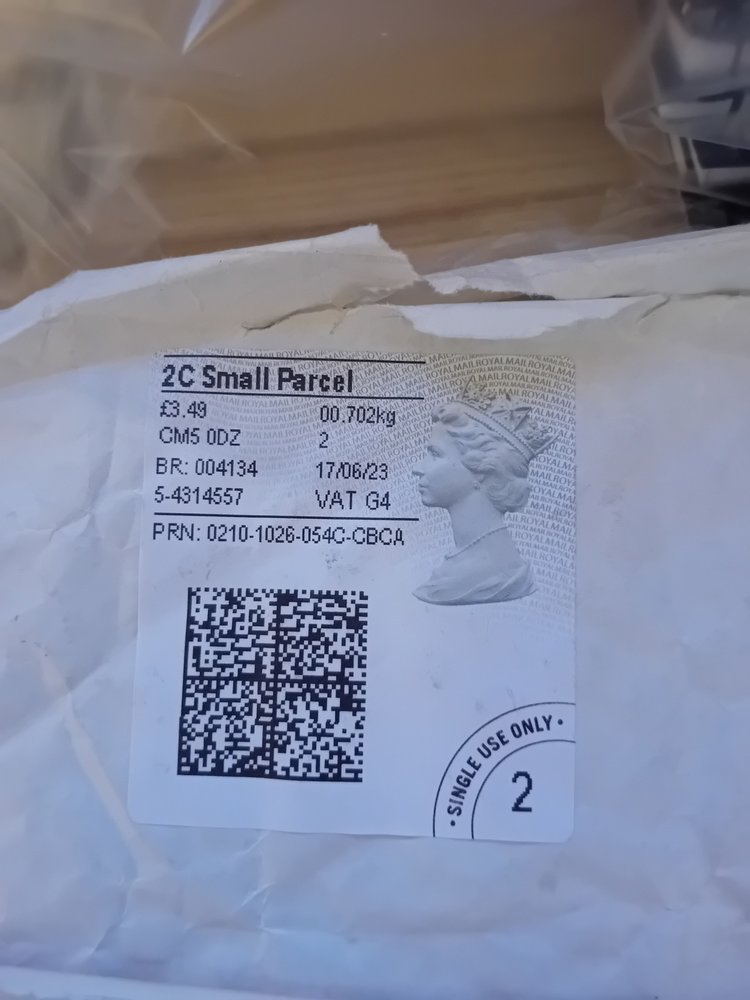 2C Small Parcel
£3.49 00.702kg
CM5 0DZ 2
BR: 004134 17/06/23
5-4314557 VAT G4
PRN: 0210-1026-054C-CBCA
• SINGLE USE ONLY •
2